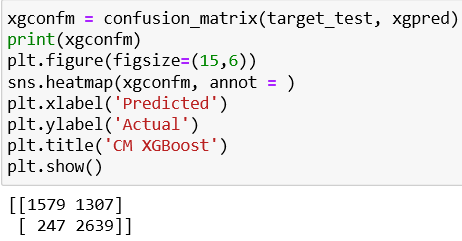 xgconfm = confusion_matrix(target_test, xgpred)
print(xgconfm)
plt.figure(figsize=(15,6))
sns.heatmap(xgconfm, annot = )
plt.xlabel('Predicted')
plt.ylabel('Actual')
plt.title('CM XGBoost')
plt.show()
[[1579 1307]
 [ 247 2639]]